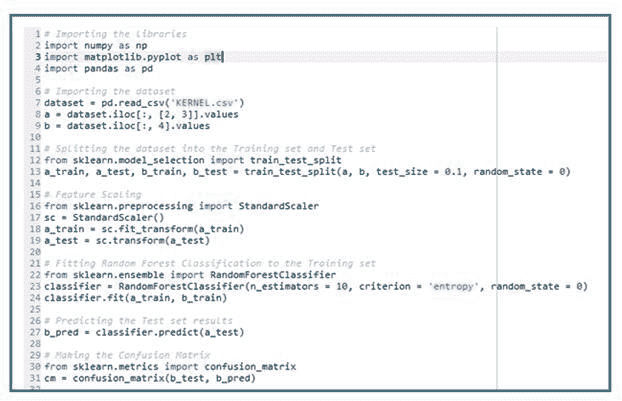 1 # Importing the libraries
2 import numpy as np
3 import matplotlib.pyplot as plt
4 import pandas as pd
5
6 # Importing the dataset
7 dataset = pd.read_csv('KERNEL.csv')
8 a = dataset.iloc[:, [2, 3]].values
9 b = dataset.iloc[:, 4].values
10
11 # Splitting the dataset into the Training set and Test set
12 from sklearn.model_selection import train_test_split
13 a_train, a_test, b_train, b_test = train_test_split(a, b, test_size = 0.1, random_state = 0)
14
15 # Feature Scaling
16 from sklearn.preprocessing import StandardScaler
17 sc = StandardScaler()
18 a_train = sc.fit_transform(a_train)
19 a_test = sc.transform(a_test)
20
21 # Fitting Random Forest Classification to the Training set
22 from sklearn.ensemble import RandomForestClassifier
23 classifier = RandomForestClassifier(n_estimators = 10, criterion = 'entropy', random_state = 0)
24 classifier.fit(a_train, b_train)
25
26 # Predicting the Test set results
27 b_pred = classifier.predict(a_test)
28
29 # Making the Confusion Matrix
30 from sklearn.metrics import confusion_matrix
31 cm = confusion_matrix(b_test, b_pred)